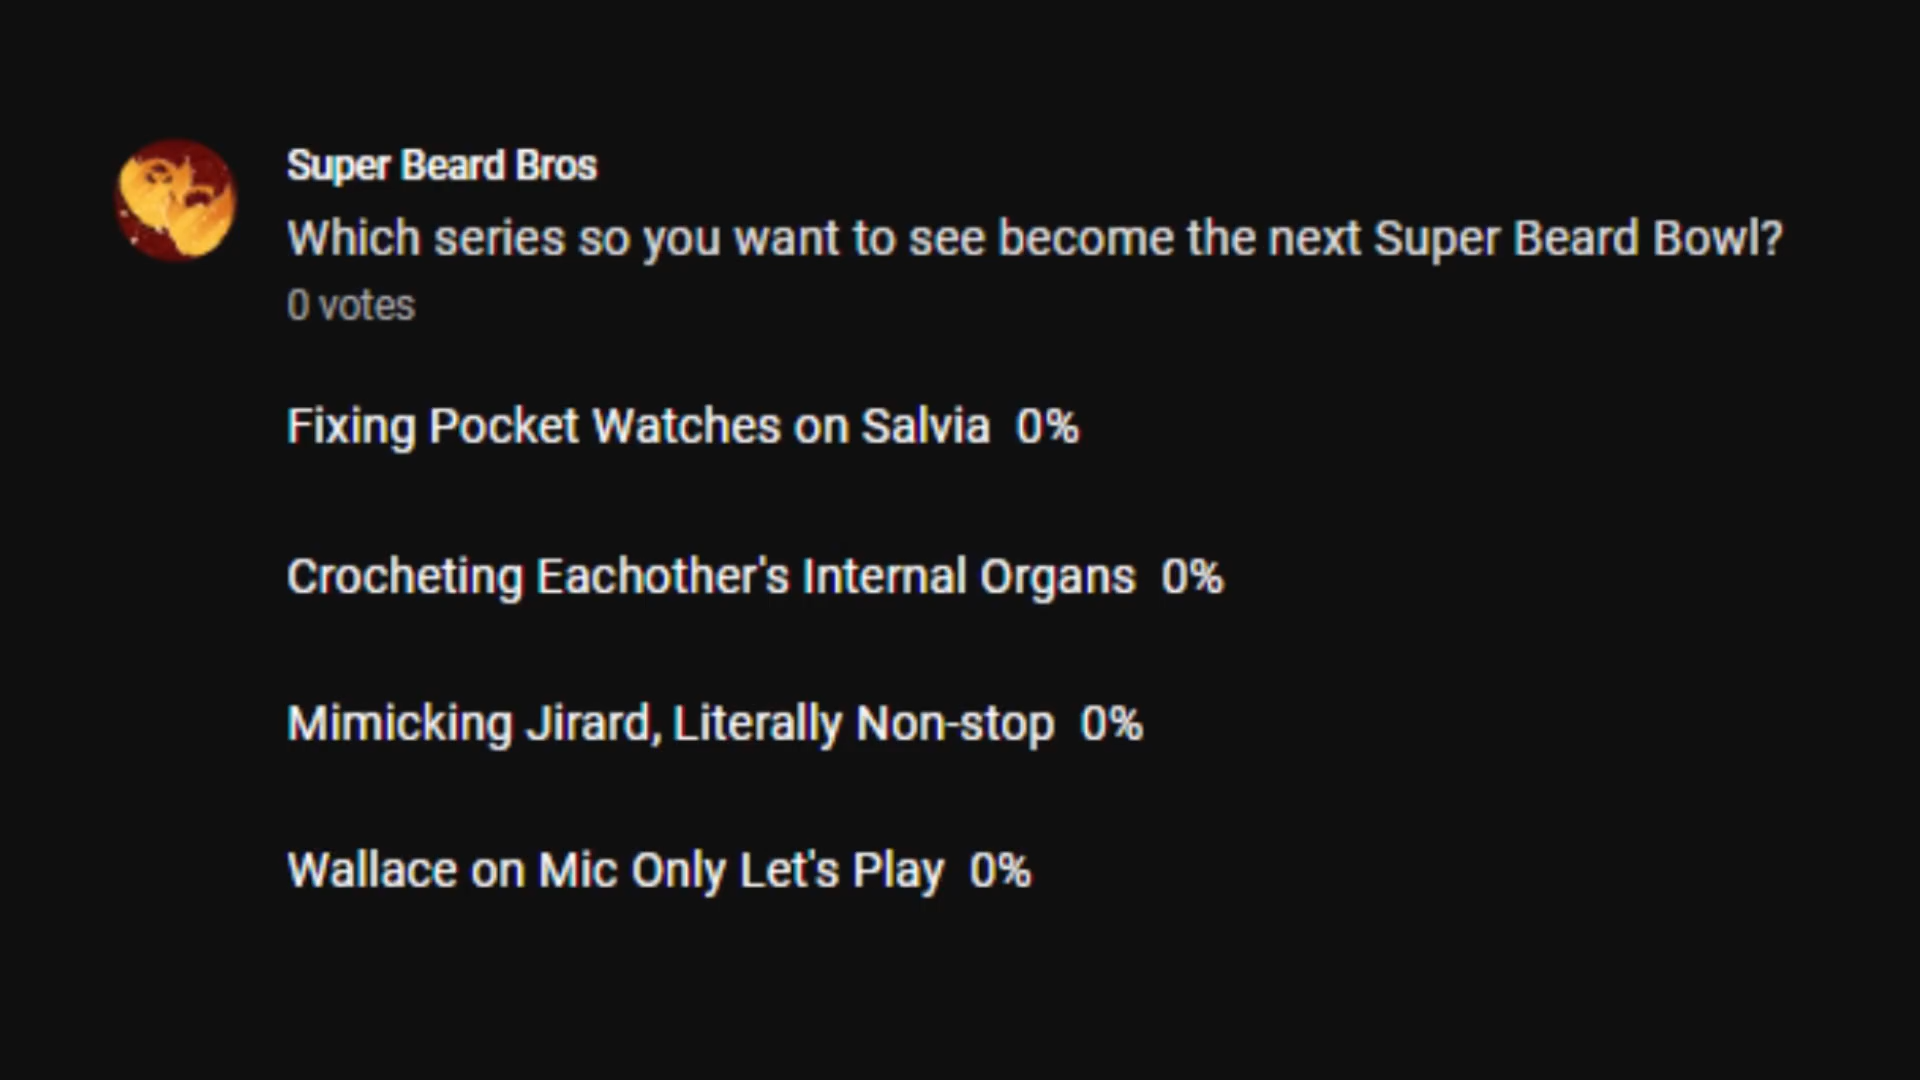 Super Beard Bros
Which series so you want to see become the next Super Beard Bowl?
0 votes
Fixing Pocket Watches on Salvia 0%
Crocheting Eachother's Internal Organs 0%
Mimicking Jirard, Literally Non-stop 0%
Wallace on Mic Only Let's Play 0%